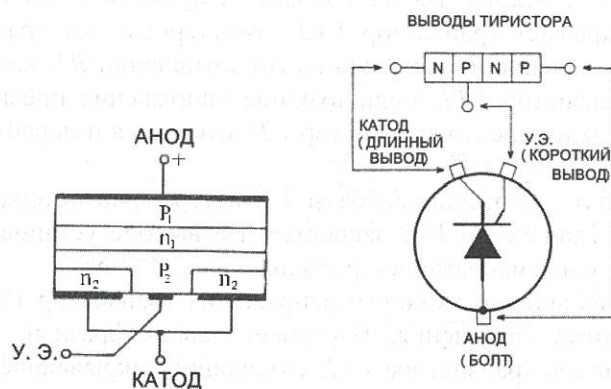 ВЫВОДЫ ТИРИСТОРА
N P N P
КАТОД
(ДЛИННЫЙ
ВЫВОД)
У.Э.
(КОРОТКИЙ
ВЫВОД)
АНОД
(БОЛТ)
АНОД
+
P1
n1
P2
n2
n2
У. Э.
КАТОД